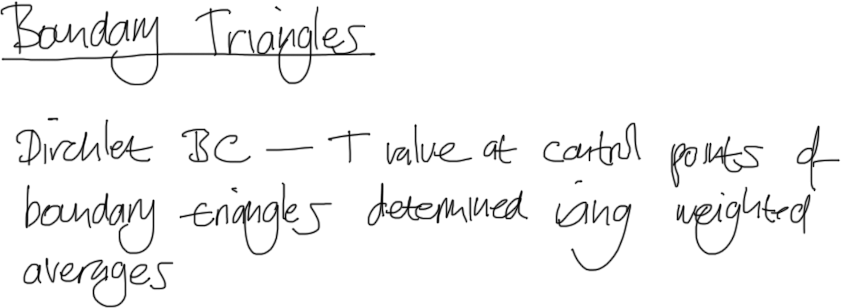 Boundary Triangles
Dirchlet BC — T value at control points of
boundary triangles determined using weighted
averages